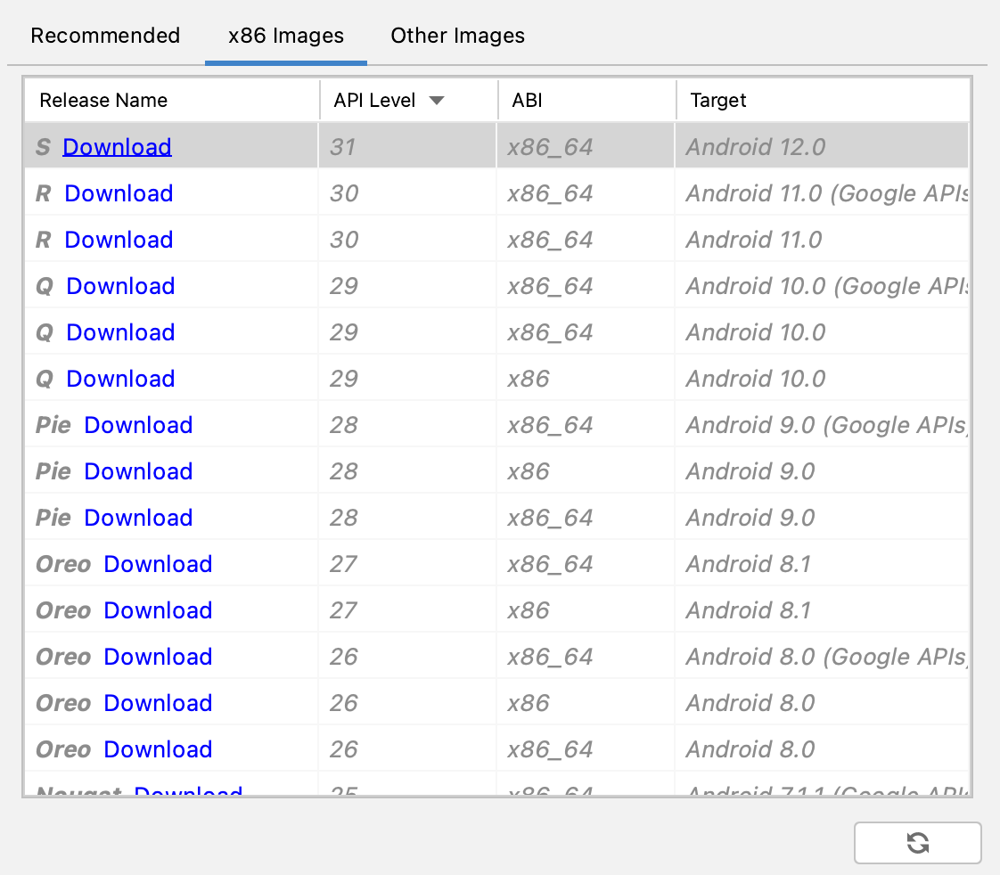 Recommended x86 Images Other Images
Release Name API Level ABI Target
S Download 31 x86_64 Android 12.0
R Download 30 x86_64 Android 11.0 (Google APIs
R Download 30 x86_64 Android 11.0
Q Download 29 x86_64 Android 10.0 (Google APIs
Q Download 29 x86_64 Android 10.0
Q Download 29 x86 Android 10.0
Pie Download 28 x86_64 Android 9.0 (Google APIs)
Pie Download 28 x86 Android 9.0
Pie Download 28 x86_64 Android 9.0
Oreo Download 27 x86_64 Android 8.1
Oreo Download 27 x86 Android 8.1
Oreo Download 26 x86_64 Android 8.0 (Google APIs)
Oreo Download 26 x86 Android 8.0
Oreo Download 26 x86_64 Android 8.0
Nougat Download 25 x86_64 Android 7.1.1 (Google APIs